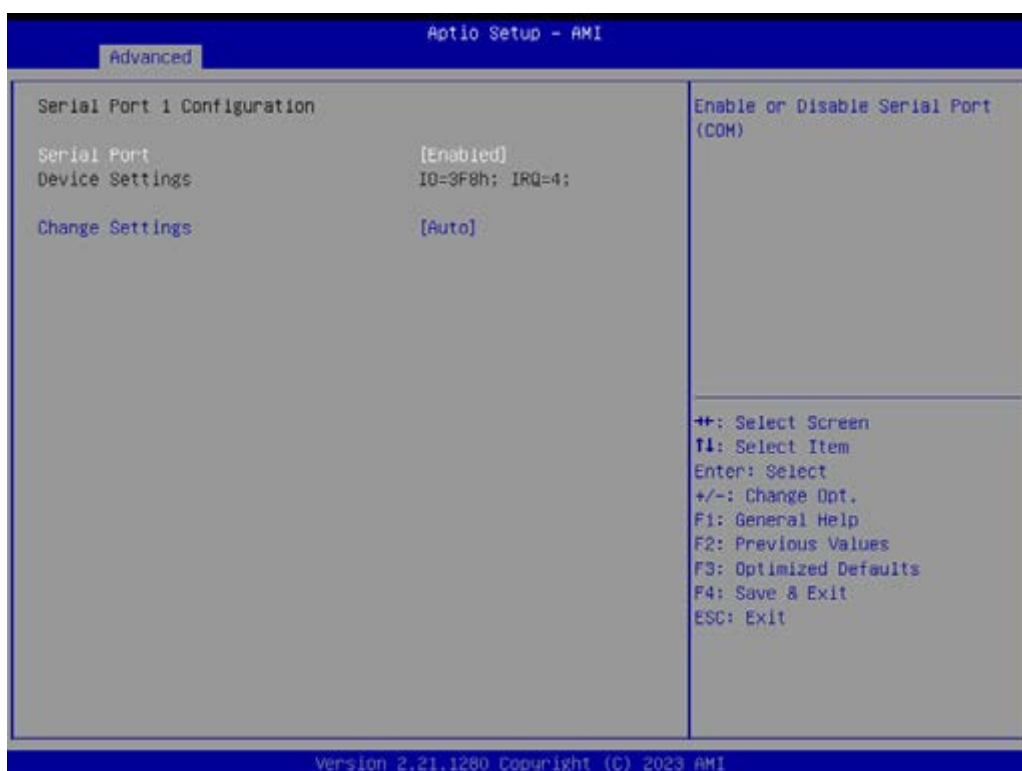 Aptio Setup - AMI
Advanced
Serial Port 1 Configuration
Serial Port [Enabled]
Device Settings IO=3F8h; IRQ=4;
Change Settings [Auto]
Enable or Disable Serial Port
(COM)
→←: Select Screen
↑↓: Select Item
Enter: Select
+/-: Change Opt.
F1: General Help
F2: Previous Values
F3: Optimized Defaults
F4: Save & Exit
ESC: Exit
Version 2.21.1280 Copyright (C) 2023 AMI